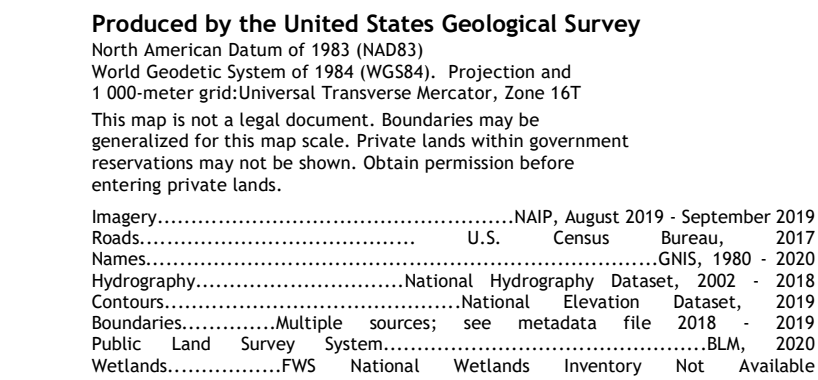 Produced by the United States Geological Survey
North American Datum of 1983 (NAD83)
World Geodetic System of 1984 (WGS84). Projection and
1 000-meter grid:Universal Transverse Mercator, Zone 16T
This map is not a legal document. Boundaries may be
generalized for this map scale. Private lands within government
reservations may not be shown. Obtain permission before
entering private lands.
Imagery.....................................................NAIP, August 2019 - September 2019
Roads......................................... U.S. Census Bureau, 2017
Names............................................................................GNIS, 1980 - 2020
Hydrography...............................National Hydrography Dataset, 2002 - 2018
Contours............................................National Elevation Dataset, 2019
Boundaries..............Multiple sources; see metadata file 2018 - 2019
Public Land Survey System................................................BLM, 2020
Wetlands.................FWS National Wetlands Inventory Not Available